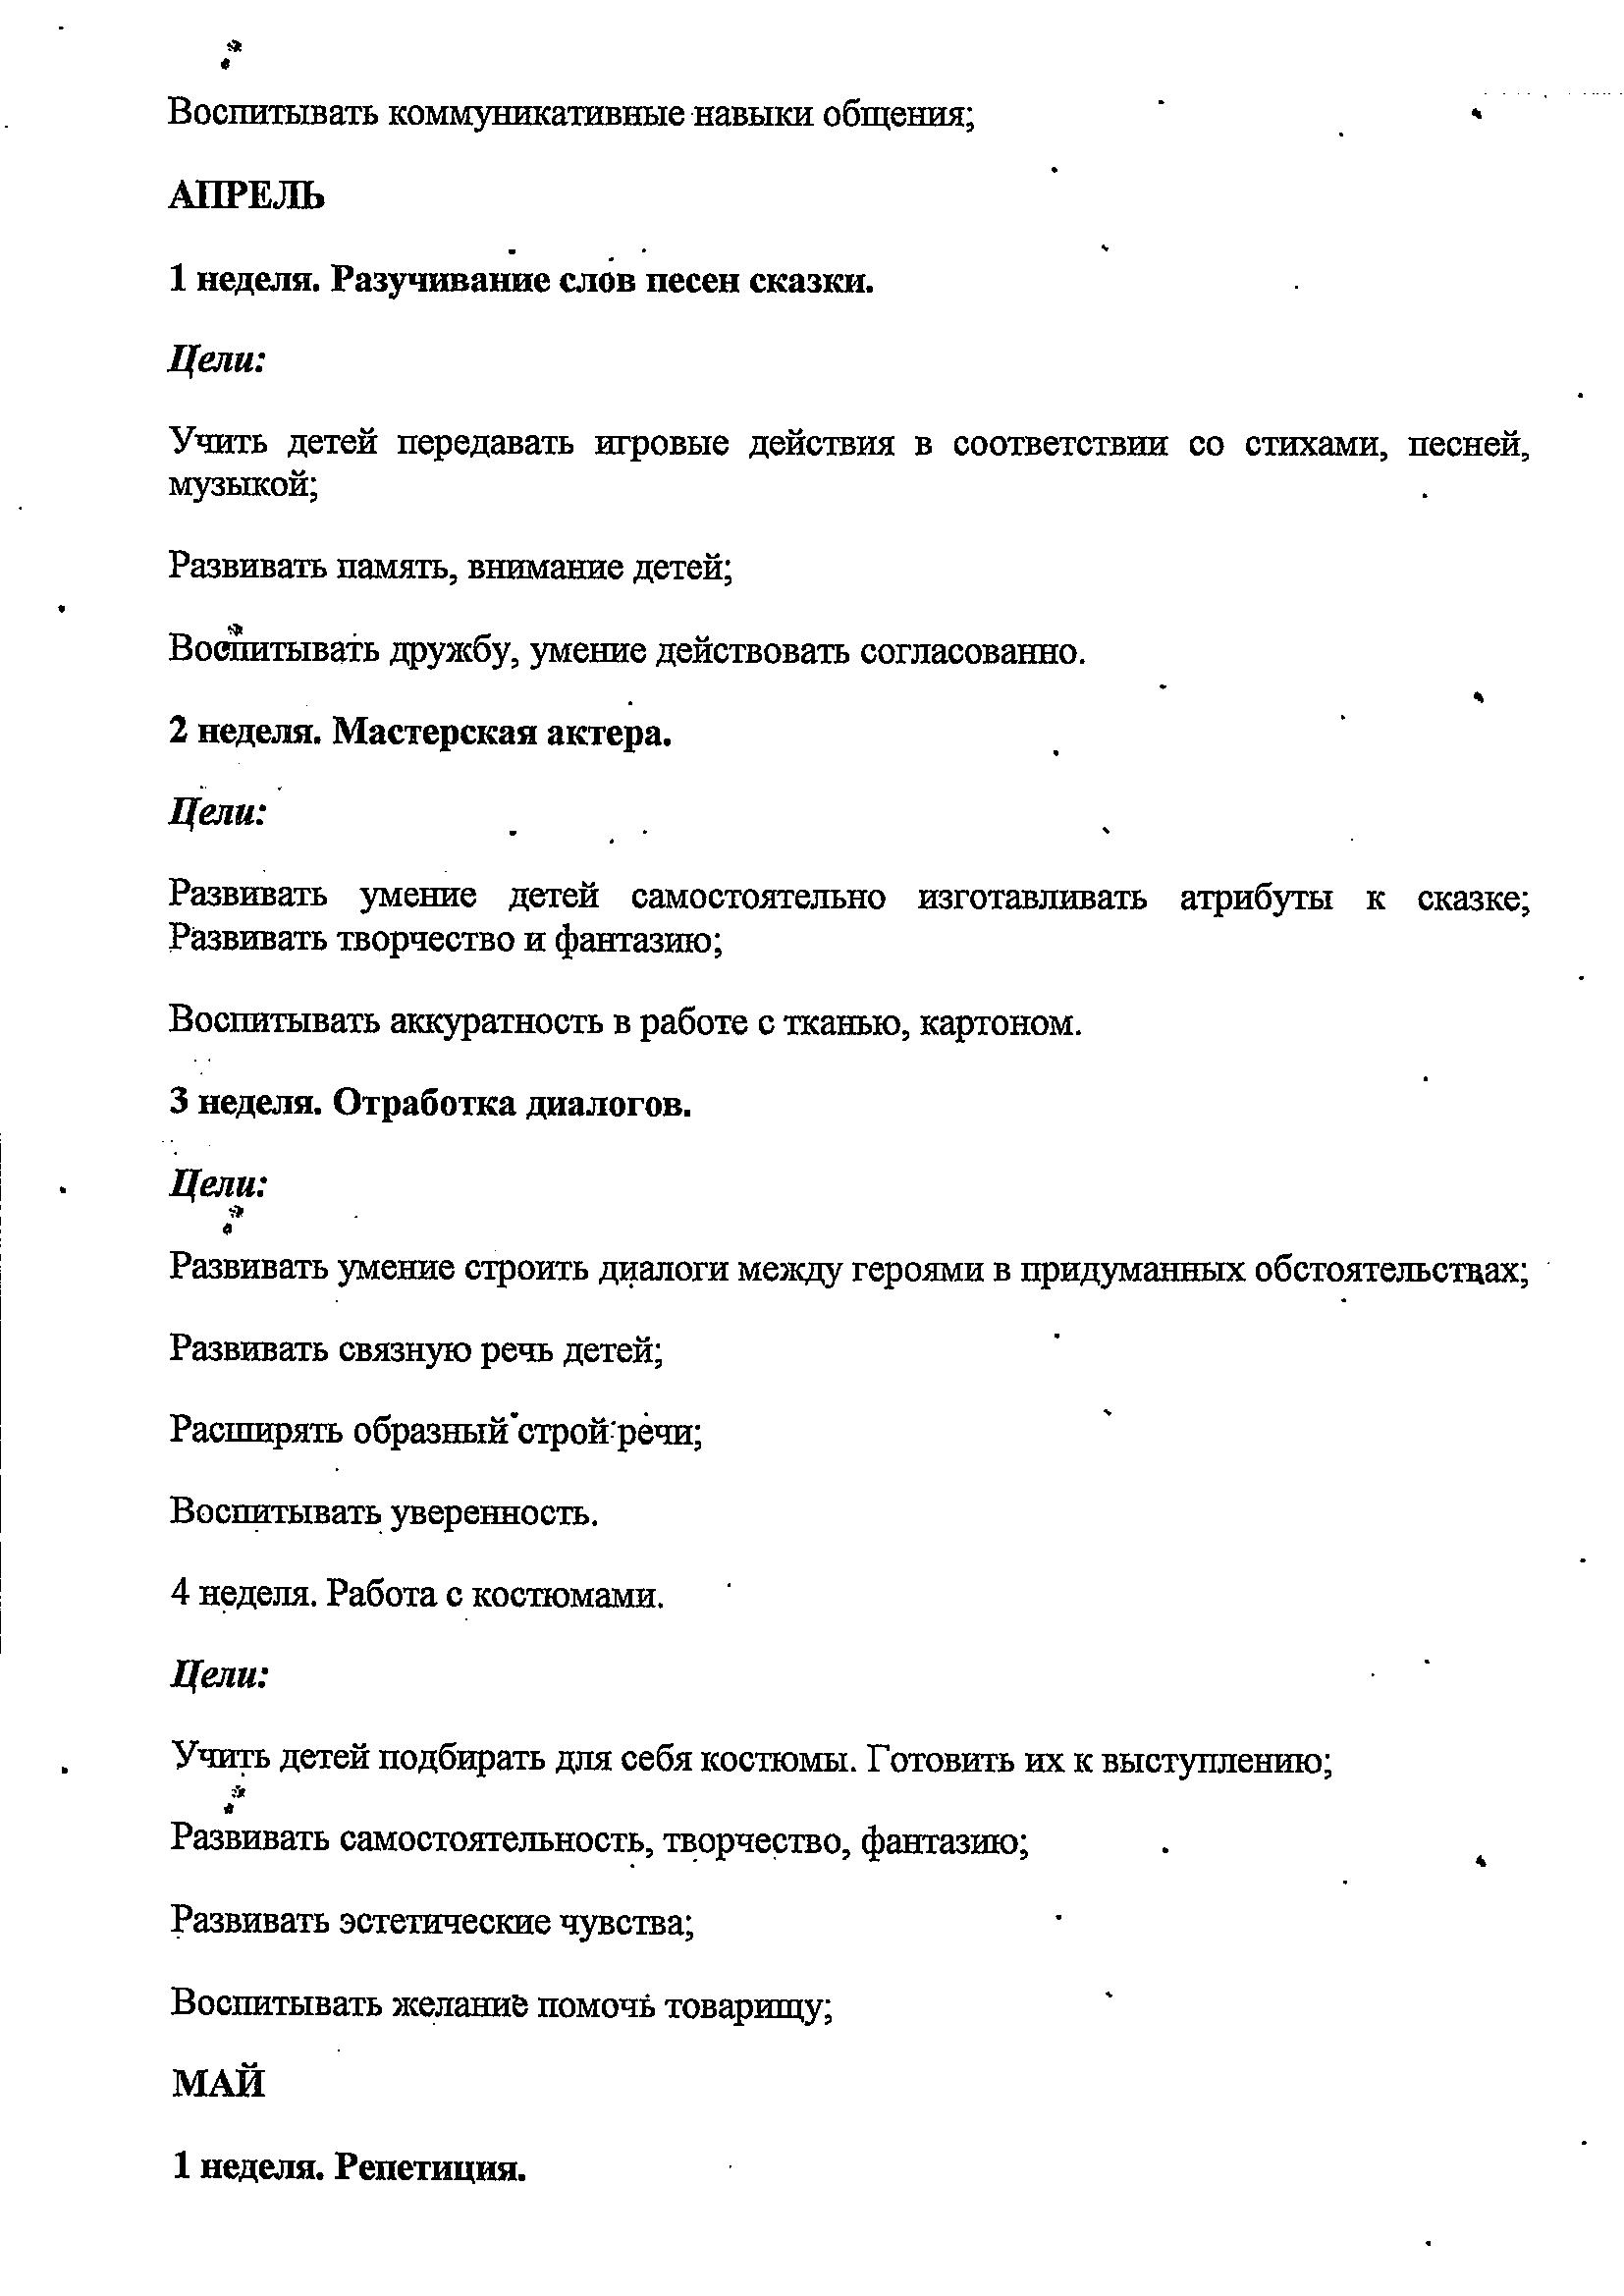 Воспитывать коммуникативные навыки общения;
АПРЕЛЬ
1 неделя. Разучивание слов песен сказки.
Цели:
Учить детей передавать игровые действия в соответствии со стихами, песней,
музыкой;
Развивать память, внимание детей;
Воспитывать дружбу, умение действовать согласованно.
2 неделя. Мастерская актера.
Цели:
Развивать умение детей самостоятельно изготавливать атрибуты к сказке;
Развивать творчество и фантазию;
Воспитывать аккуратность в работе с тканью, картоном.
3 неделя. Отработка диалогов.
Цели:
Развивать умение строить диалоги между героями в придуманных обстоятельствах;
Развивать связную речь детей;
Расширять образный строй речи;
Воспитывать уверенность.
4 неделя. Работа с костюмами.
Цели:
Учить детей подбирать для себя костюмы. Готовить их к выступлению;
Развивать самостоятельность, творчество, фантазию;
Развивать эстетические чувства;
Воспитывать желание помочь товарищу;
МАЙ
1 неделя. Репетиция.